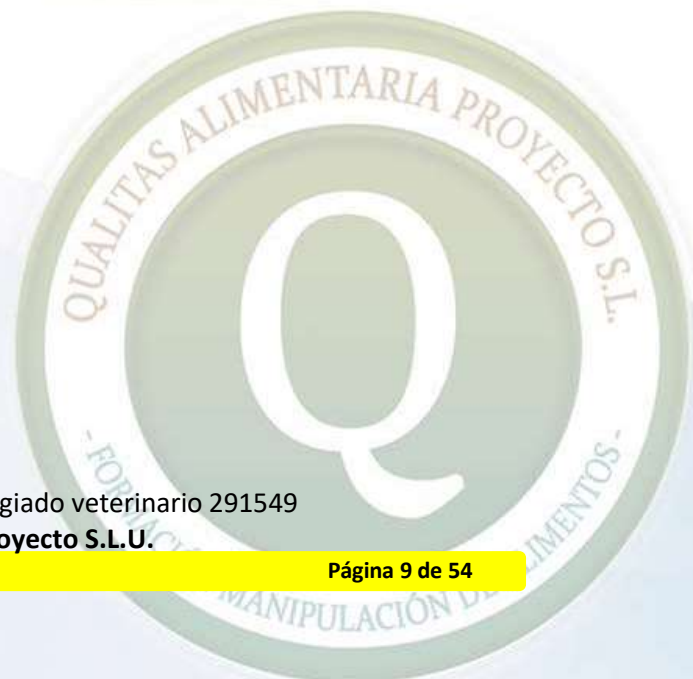 QUALITAS ALIMENTARIA PROYECTO S.L.
giado veterinario 291549
oyecto S.L.U.
Página 9 de 54
- FORMACIÓN MANIPULACIÓN DE ALIMENTOS -